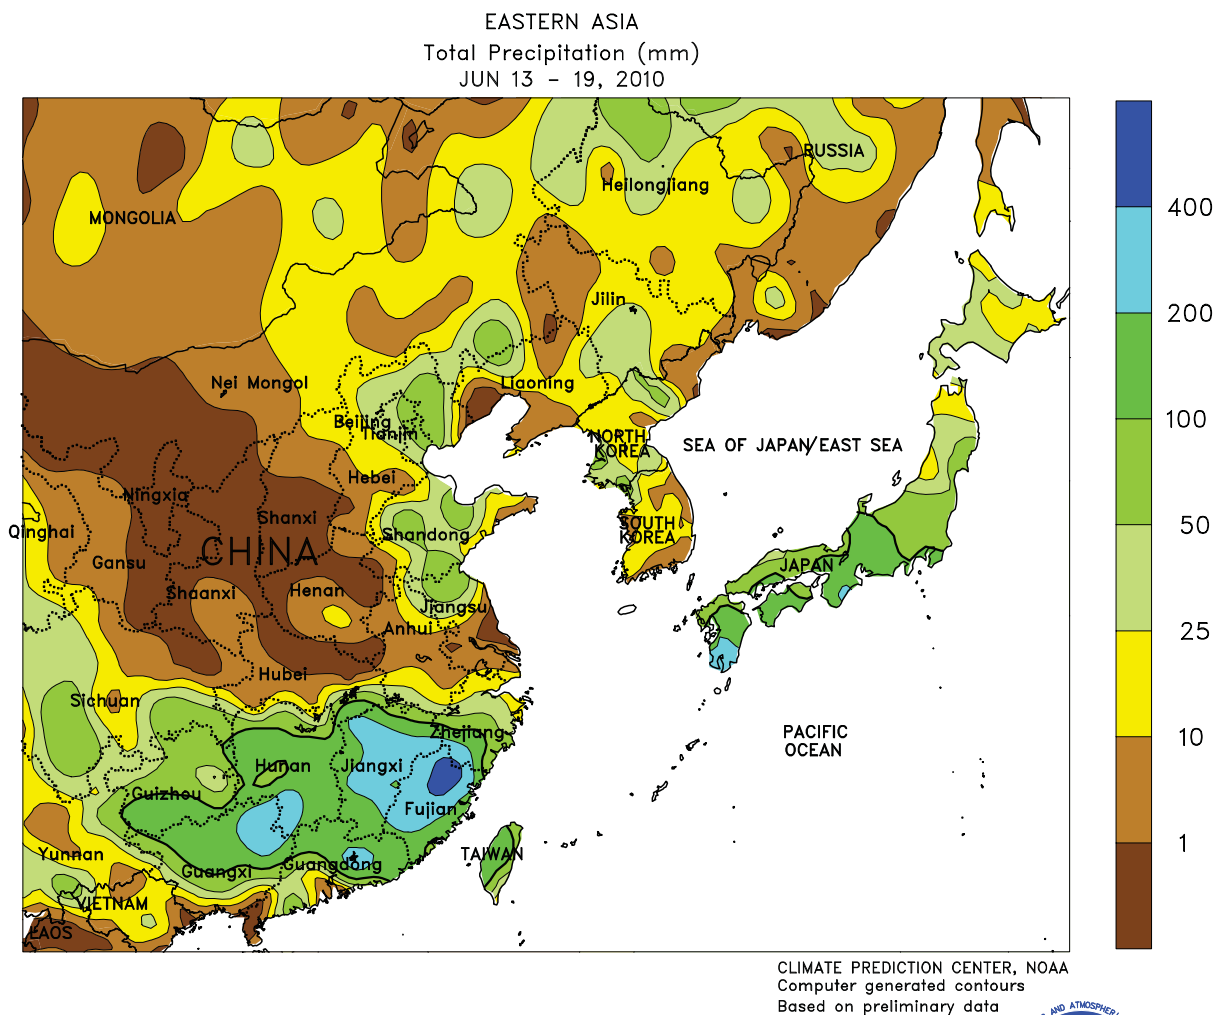 EASTERN ASIA
Total Precipitation (mm)
JUN 13 - 19, 2010
RUSSIA
Heilongjiang
MONGOLIA
400
Jilin
200
Nei Mongol
Liaoning
100
Beijing
Tianjin
NORTH
KOREA
SEA OF JAPAN/EAST SEA
Hebei
Ningxia
Shanxi
50
Qinghai
SOUTH
KOREA
Shandong
CHINA
Gansu
JAPAN
Shaanxi
Henan
Jiangsu
Anhui
25
Hubei
Sichuan
Zhejiang
PACIFIC
OCEAN
10
Hunan
Jiangxi
Guizhou
Fujian
1
Yunnan
TAIWAN
Guangxi
Guangdong
VIETNAM
LAOS
CLIMATE PREDICTION CENTER, NOAA
Computer generated contours
Based on preliminary data
AND ATMOSPHER